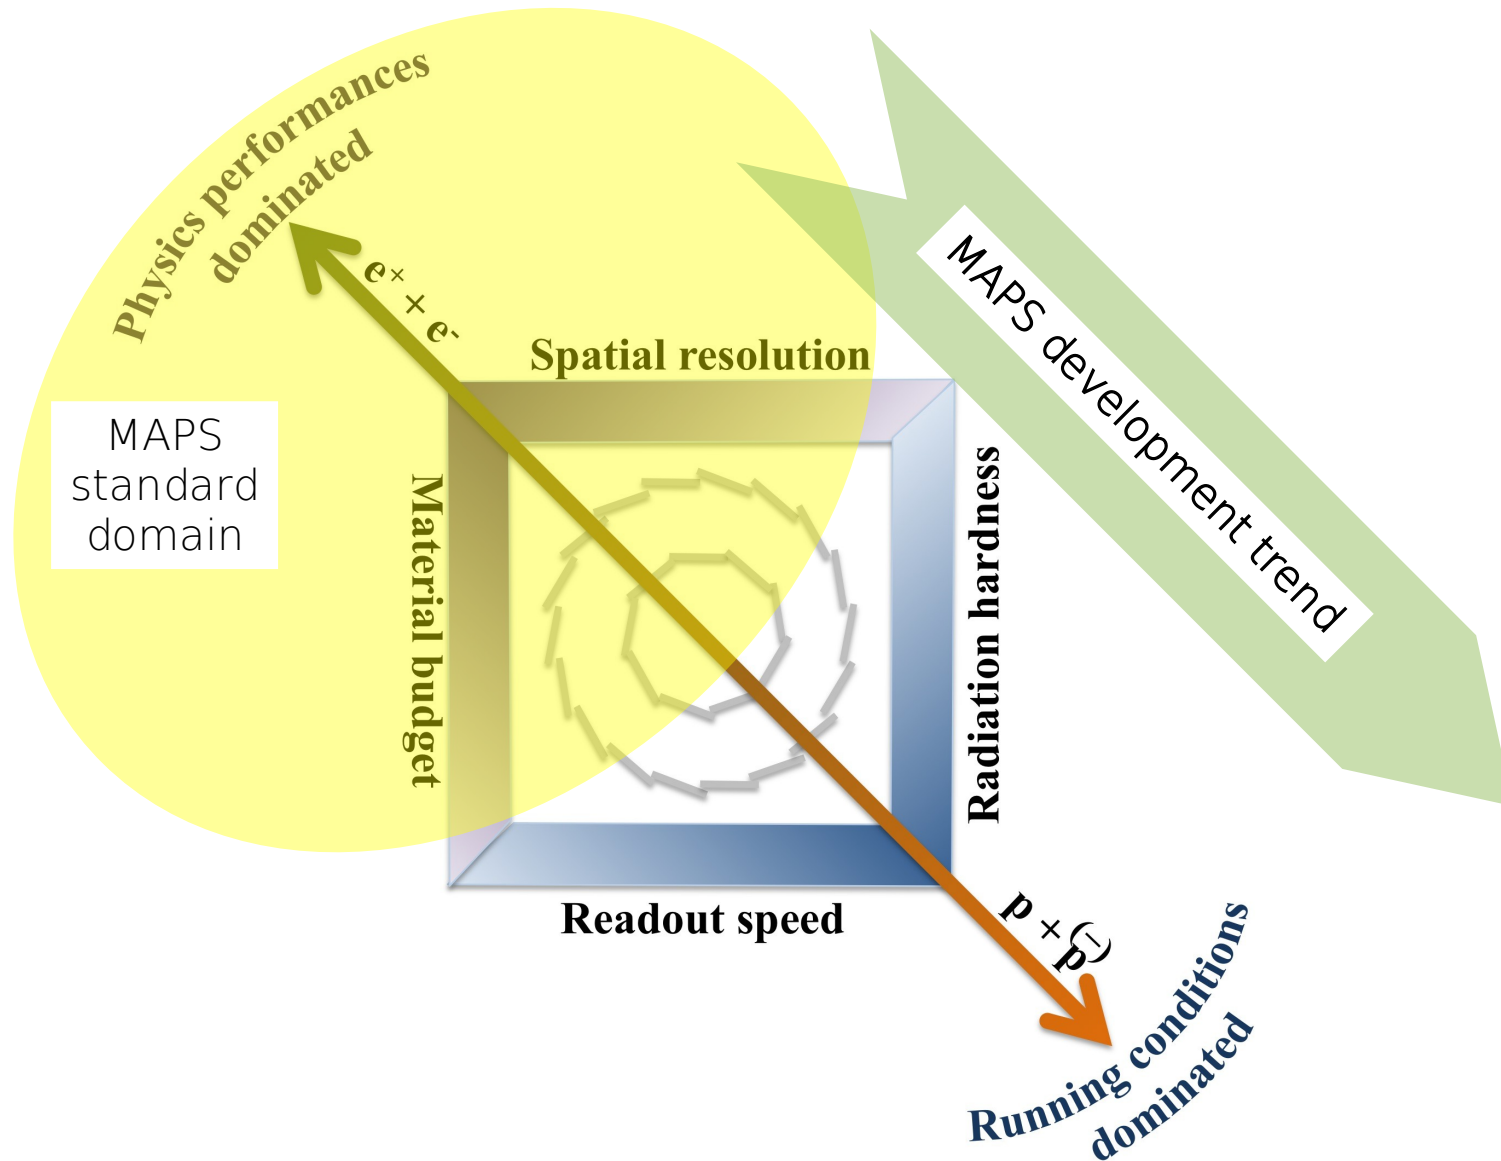 Physics performances
dominated
e⁺ + e⁻
MAPS development trend
Spatial resolution
MAPS
standard
domain
Material budget
Radiation hardness
Readout speed
p + p(–)
Running conditions
dominated